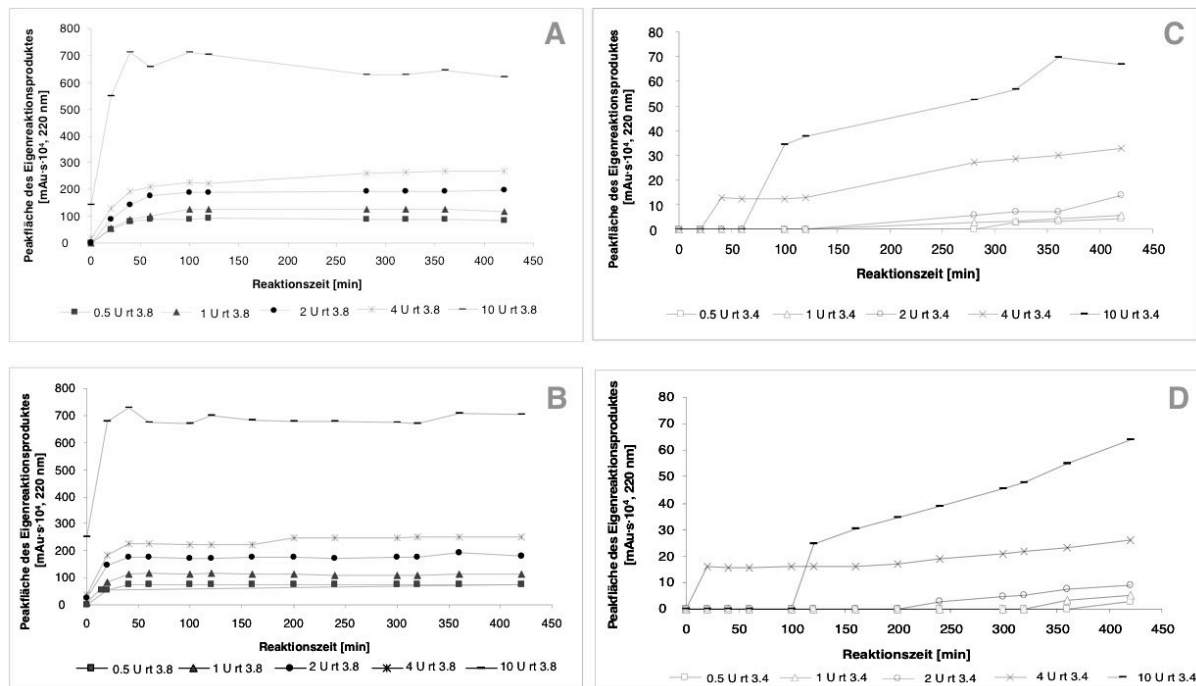 A
Peakfläche des Eigenreaktionsproduktes
[mAu·s·10⁴, 220 nm]
800
700
600
500
400
300
200
100
0
0 50 100 150 200 250 300 350 400 450
Reaktionszeit [min]
0.5 U rt 3.8 1 U rt 3.8 2 U rt 3.8 4 U rt 3.8 10 U rt 3.8
C
Peakfläche des Eigenreaktionsproduktes
[mAu·s·10⁴, 220 nm]
80
70
60
50
40
30
20
10
0
0 50 100 150 200 250 300 350 400 450
Reaktionszeit [min]
0.5 U rt 3.4 1 U rt 3.4 2 U rt 3.4 4 U rt 3.4 10 U rt 3.4
B
Peakfläche des Eigenreaktionsproduktes
[mAu·s·10⁴, 220 nm]
800
700
600
500
400
300
200
100
0
0 50 100 150 200 250 300 350 400 450
Reaktionszeit [min]
0.5 U rt 3.8 1 U rt 3.8 2 U rt 3.8 4 U rt 3.8 10 U rt 3.8
D
Peakfläche des Eigenreaktionsproduktes
[mAu·s·10⁴, 220 nm]
80
70
60
50
40
30
20
10
0
0 50 100 150 200 250 300 350 400 450
Reaktionszeit [min]
0.5 U rt 3.4 1 U rt 3.4 2 U rt 3.4 4 U rt 3.4 10 U rt 3.4